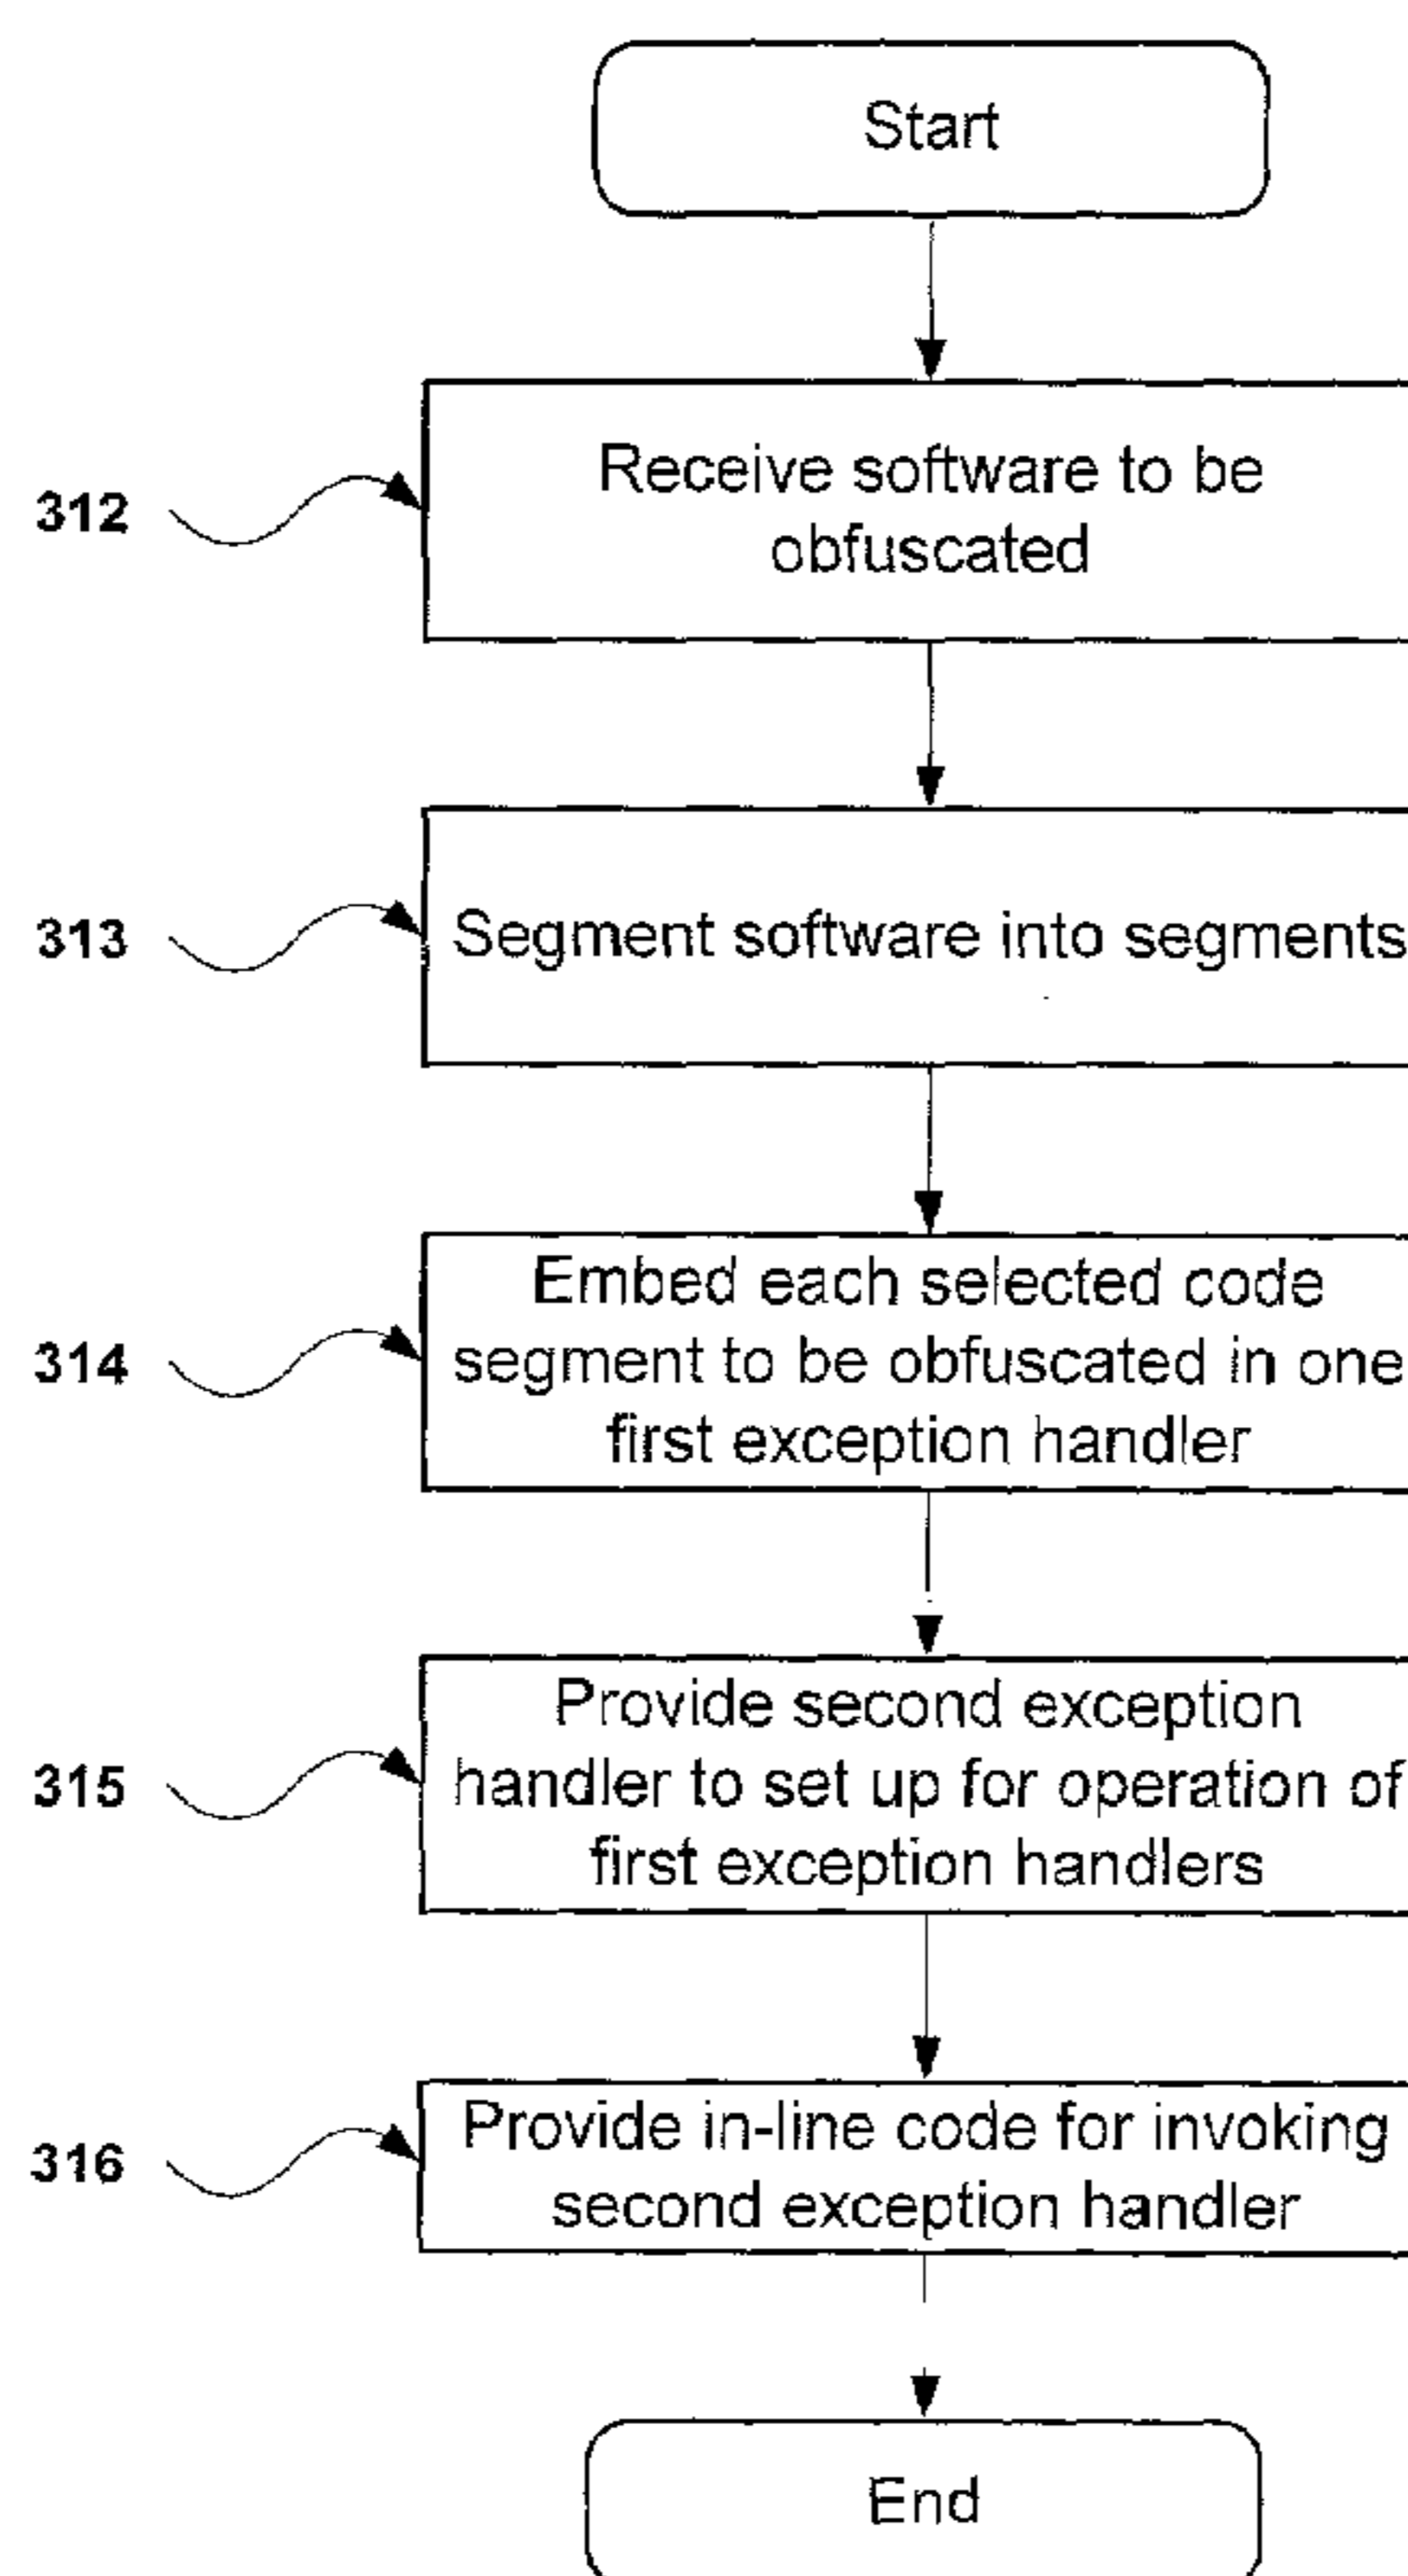 Start
312
Receive software to be
obfuscated
313
Segment software into segments
314
Embed each selected code
segment to be obfuscated in one
first exception handler
315
Provide second exception
handler to set up for operation of
first exception handlers
316
Provide in-line code for invoking
second exception handler
End